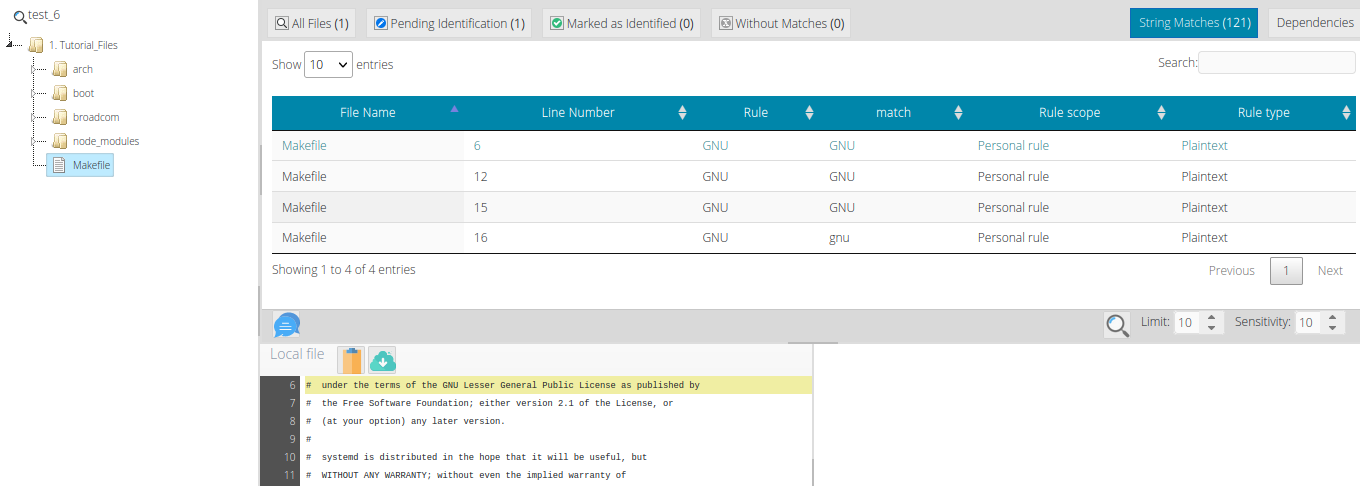 test_6
1. Tutorial_Files
arch
boot
broadcom
node_modules
Makefile
All Files (1) Pending Identification (1) Marked as Identified (0) Without Matches (0) String Matches (121) Dependencies
Show 10 entries Search:
File Name Line Number Rule match Rule scope Rule type
Makefile 6 GNU GNU Personal rule Plaintext
Makefile 12 GNU GNU Personal rule Plaintext
Makefile 15 GNU GNU Personal rule Plaintext
Makefile 16 GNU gnu Personal rule Plaintext
Showing 1 to 4 of 4 entries Previous 1 Next
Limit: 10 Sensitivity: 10
Local file
6 # under the terms of the GNU Lesser General Public License as published by
7 # the Free Software Foundation; either version 2.1 of the License, or
8 # (at your option) any later version.
9 #
10 # systemd is distributed in the hope that it will be useful, but
11 # WITHOUT ANY WARRANTY; without even the implied warranty of